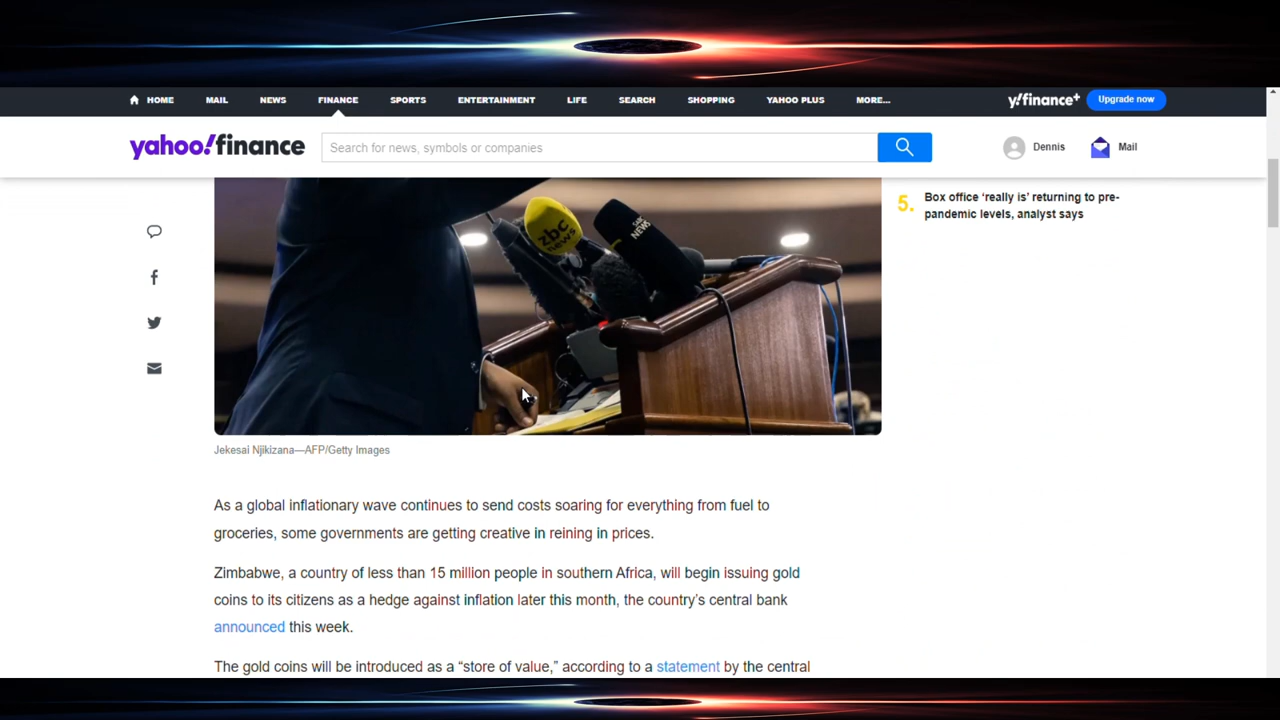 HOME MAIL NEWS FINANCE SPORTS ENTERTAINMENT LIFE SEARCH SHOPPING YAHOO PLUS MORE... y!finance+ Upgrade now
yahoo!finance Search for news, symbols or companies Dennis Mail
5. Box office ‘really is’ returning to pre-
pandemic levels, analyst says
zbc
news
NEWS
Jekesai Njikizana—AFP/Getty Images
As a global inflationary wave continues to send costs soaring for everything from fuel to
groceries, some governments are getting creative in reining in prices.
Zimbabwe, a country of less than 15 million people in southern Africa, will begin issuing gold
coins to its citizens as a hedge against inflation later this month, the country’s central bank
announced this week.
The gold coins will be introduced as a “store of value,” according to a statement by the central